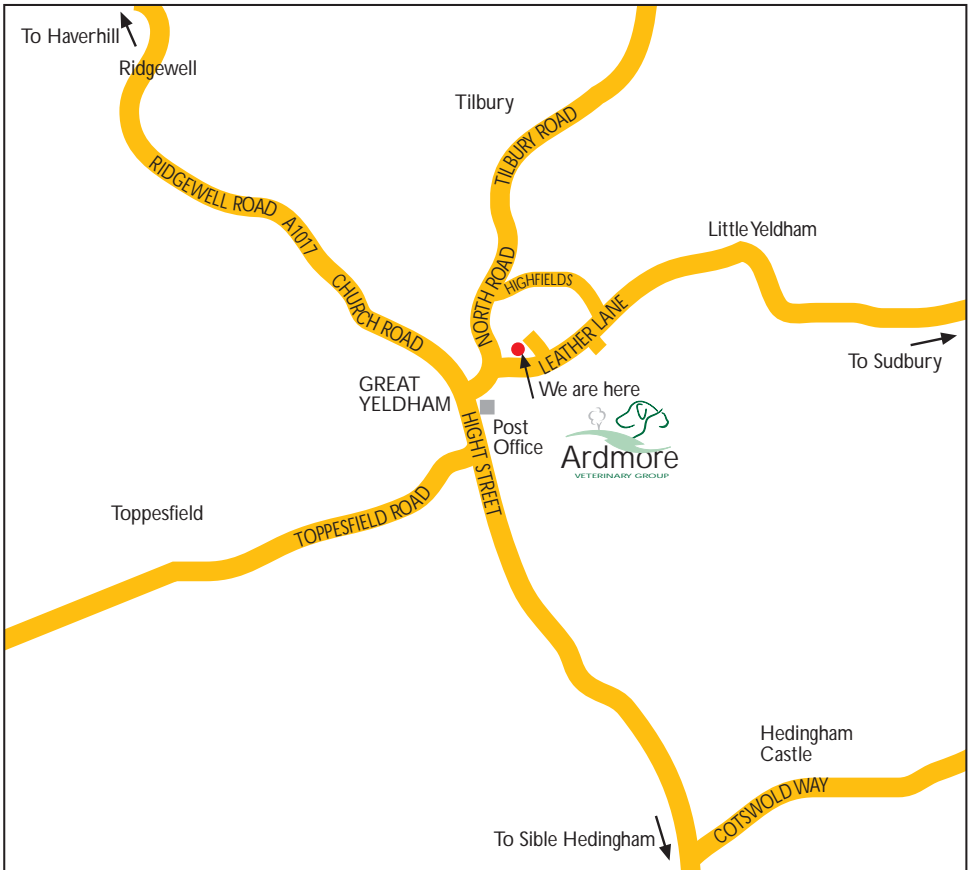 To Haverhill
Ridgewell
Tilbury
TILBURY ROAD
RIDGEWELL ROAD
A1017
Little Yeldham
CHURCH ROAD
NORTH ROAD
HIGHFIELDS
LEATHER LANE
To Sudbury
GREAT
YELDHAM
We are here
Post
Office
HIGHT STREET
Ardmore
VETERINARY GROUP
Toppesfield
TOPPESFIELD ROAD
Hedingham
Castle
COTSWOLD WAY
To Sible Hedingham